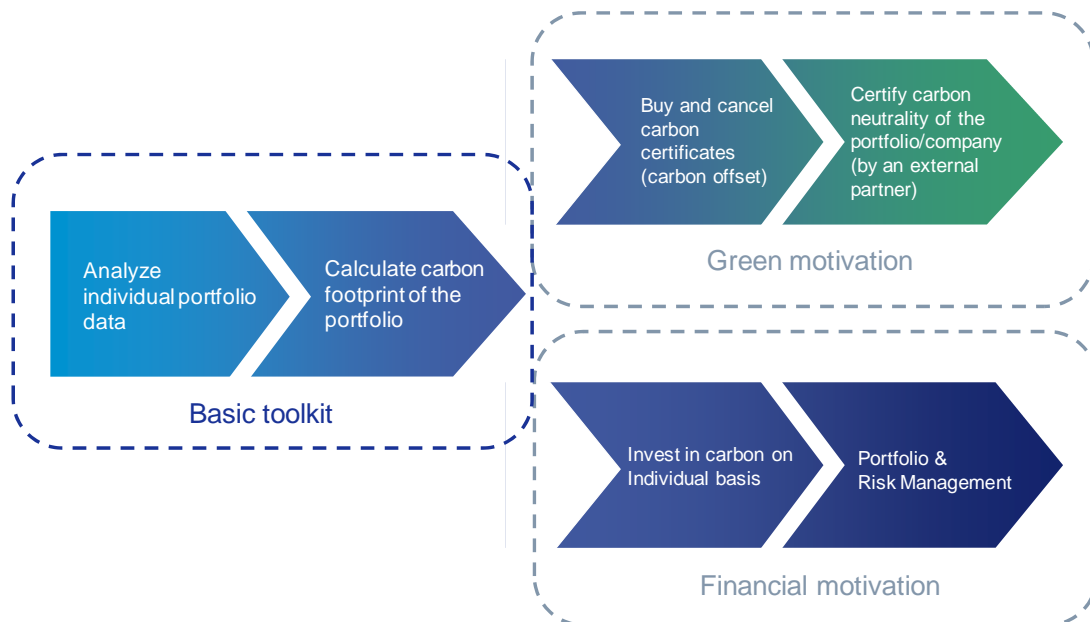 Analyze
individual portfolio
data
Calculate carbon
footprint of the
portfolio
Basic toolkit
Buy and cancel
carbon
certificates
(carbon offset)
Certify carbon
neutrality of the
portfolio/company
(by an external
partner)
Green motivation
Invest in carbon on
Individual basis
Portfolio &
Risk Management
Financial motivation